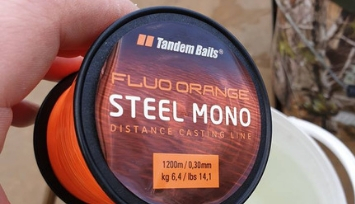 Tandem Baits®
FLUO ORANGE
STEEL MONO
DISTANCE CASTING LINE
1200m / 0,30mm
kg 6,4 / lbs 14,1